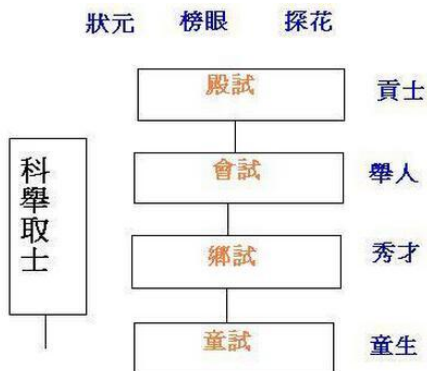 狀元 榜眼 探花
殿試 貢士
會試 舉人
鄉試 秀才
童試 童生
科舉取士